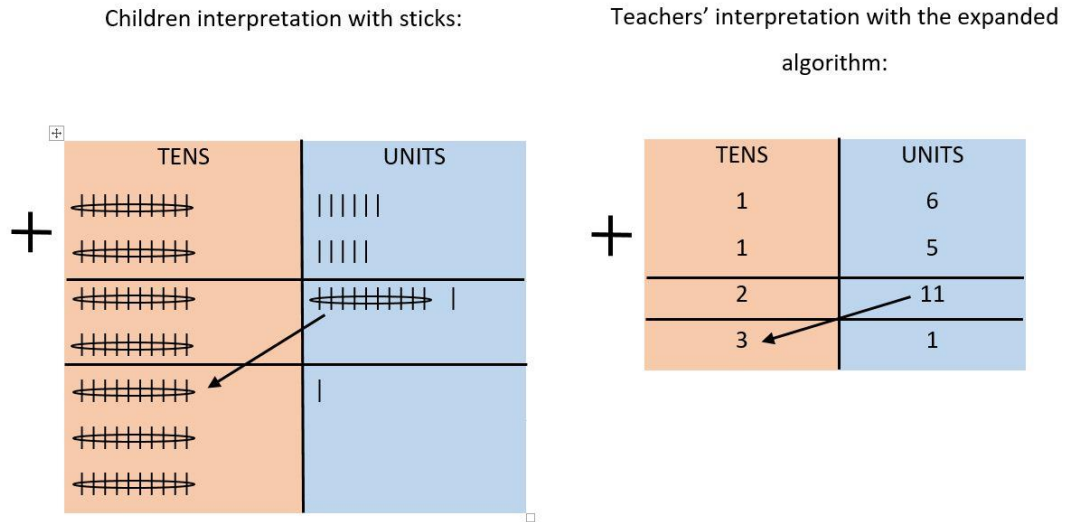 Children interpretation with sticks:
Teachers’ interpretation with the expanded
algorithm:
TENS UNITS
+
TENS UNITS
1 6
+
1 5
2 11
3 1